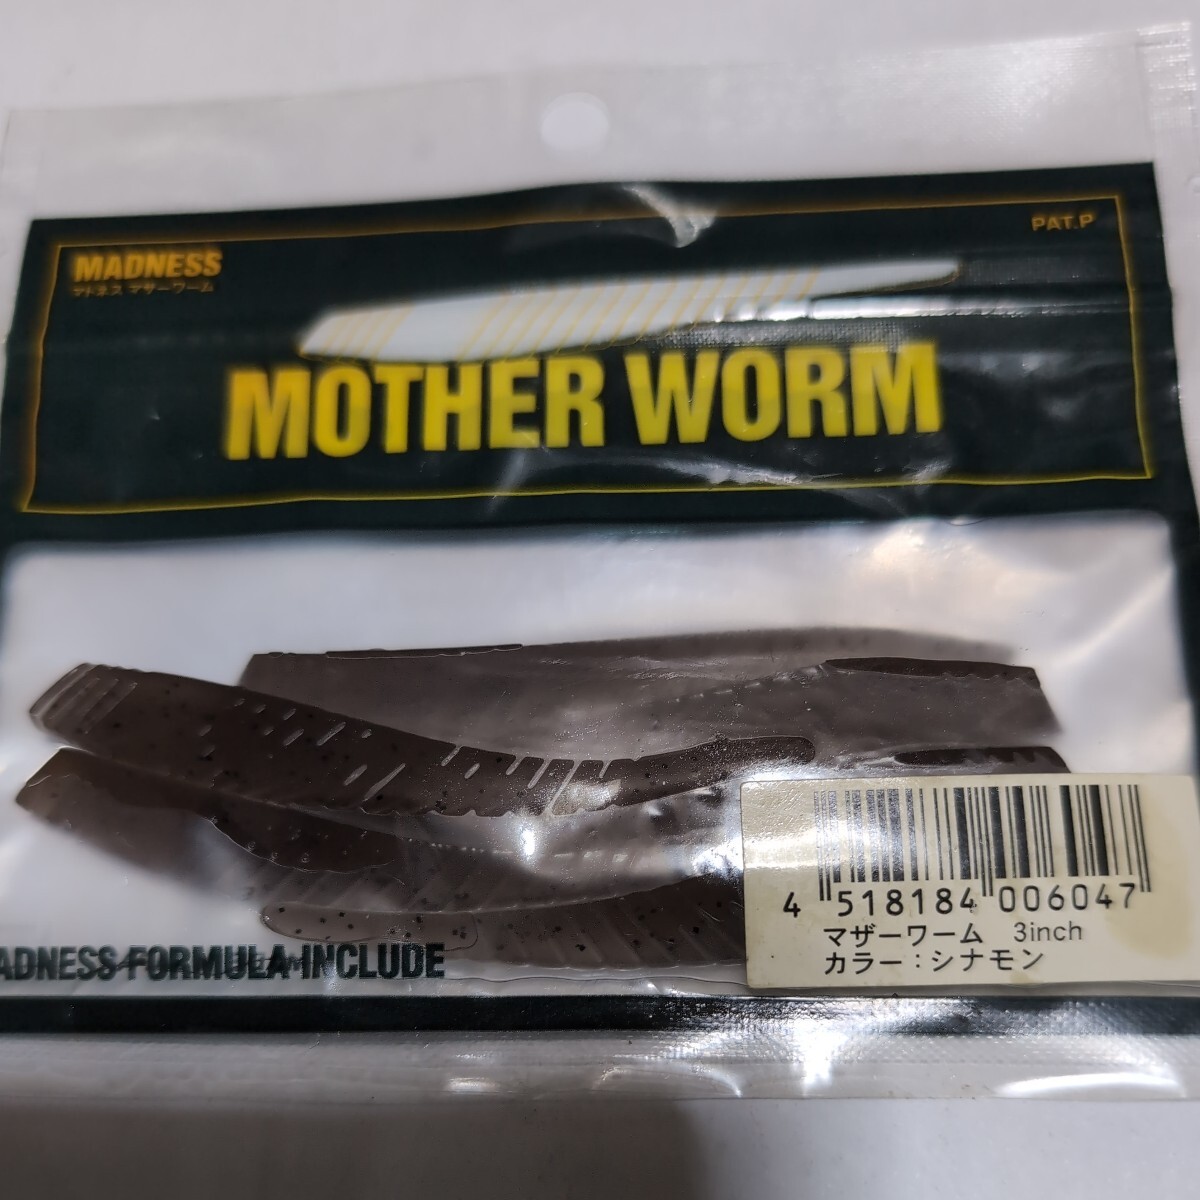 MADNESS
マドネス マザーワーム
PAT.P
MOTHER WORM
ADNESS FORMULA INCLUDE
4 518184 006047
マザーワーム 3inch
カラー：シナモン